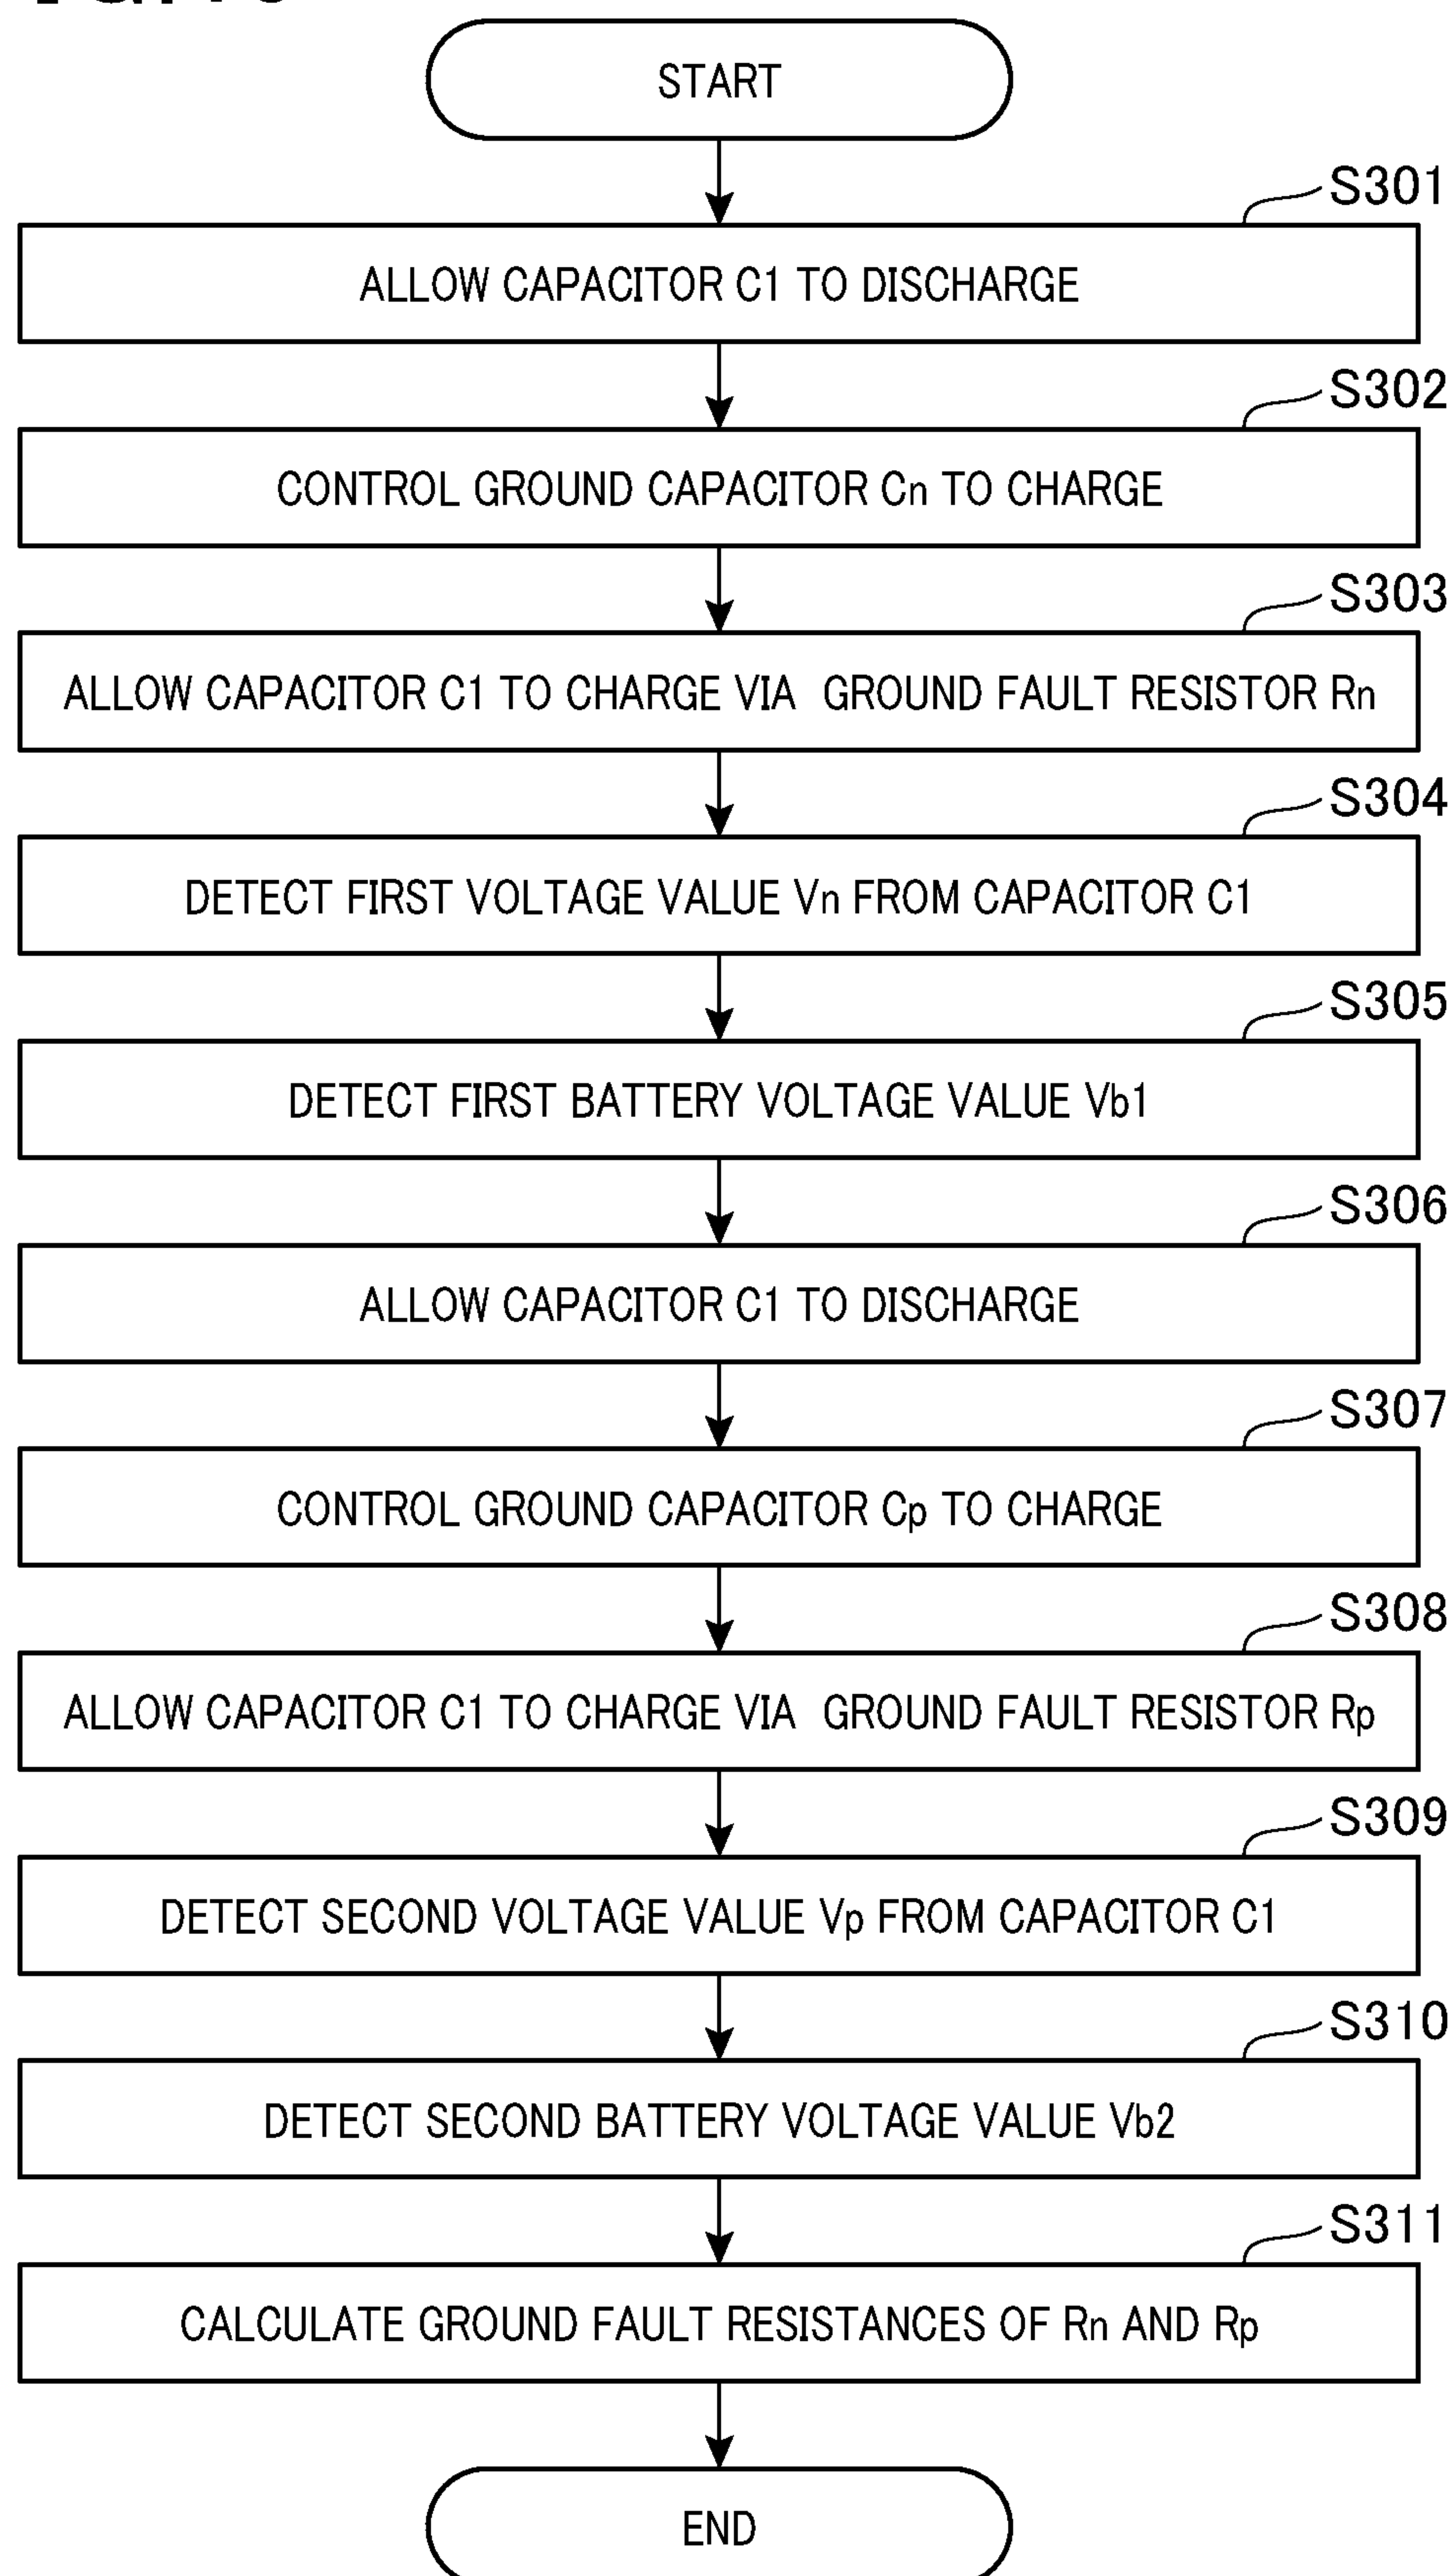 START
S301
ALLOW CAPACITOR C1 TO DISCHARGE
S302
CONTROL GROUND CAPACITOR Cn TO CHARGE
S303
ALLOW CAPACITOR C1 TO CHARGE VIA GROUND FAULT RESISTOR Rn
S304
DETECT FIRST VOLTAGE VALUE Vn FROM CAPACITOR C1
S305
DETECT FIRST BATTERY VOLTAGE VALUE Vb1
S306
ALLOW CAPACITOR C1 TO DISCHARGE
S307
CONTROL GROUND CAPACITOR Cp TO CHARGE
S308
ALLOW CAPACITOR C1 TO CHARGE VIA GROUND FAULT RESISTOR Rp
S309
DETECT SECOND VOLTAGE VALUE Vp FROM CAPACITOR C1
S310
DETECT SECOND BATTERY VOLTAGE VALUE Vb2
S311
CALCULATE GROUND FAULT RESISTANCES OF Rn AND Rp
END